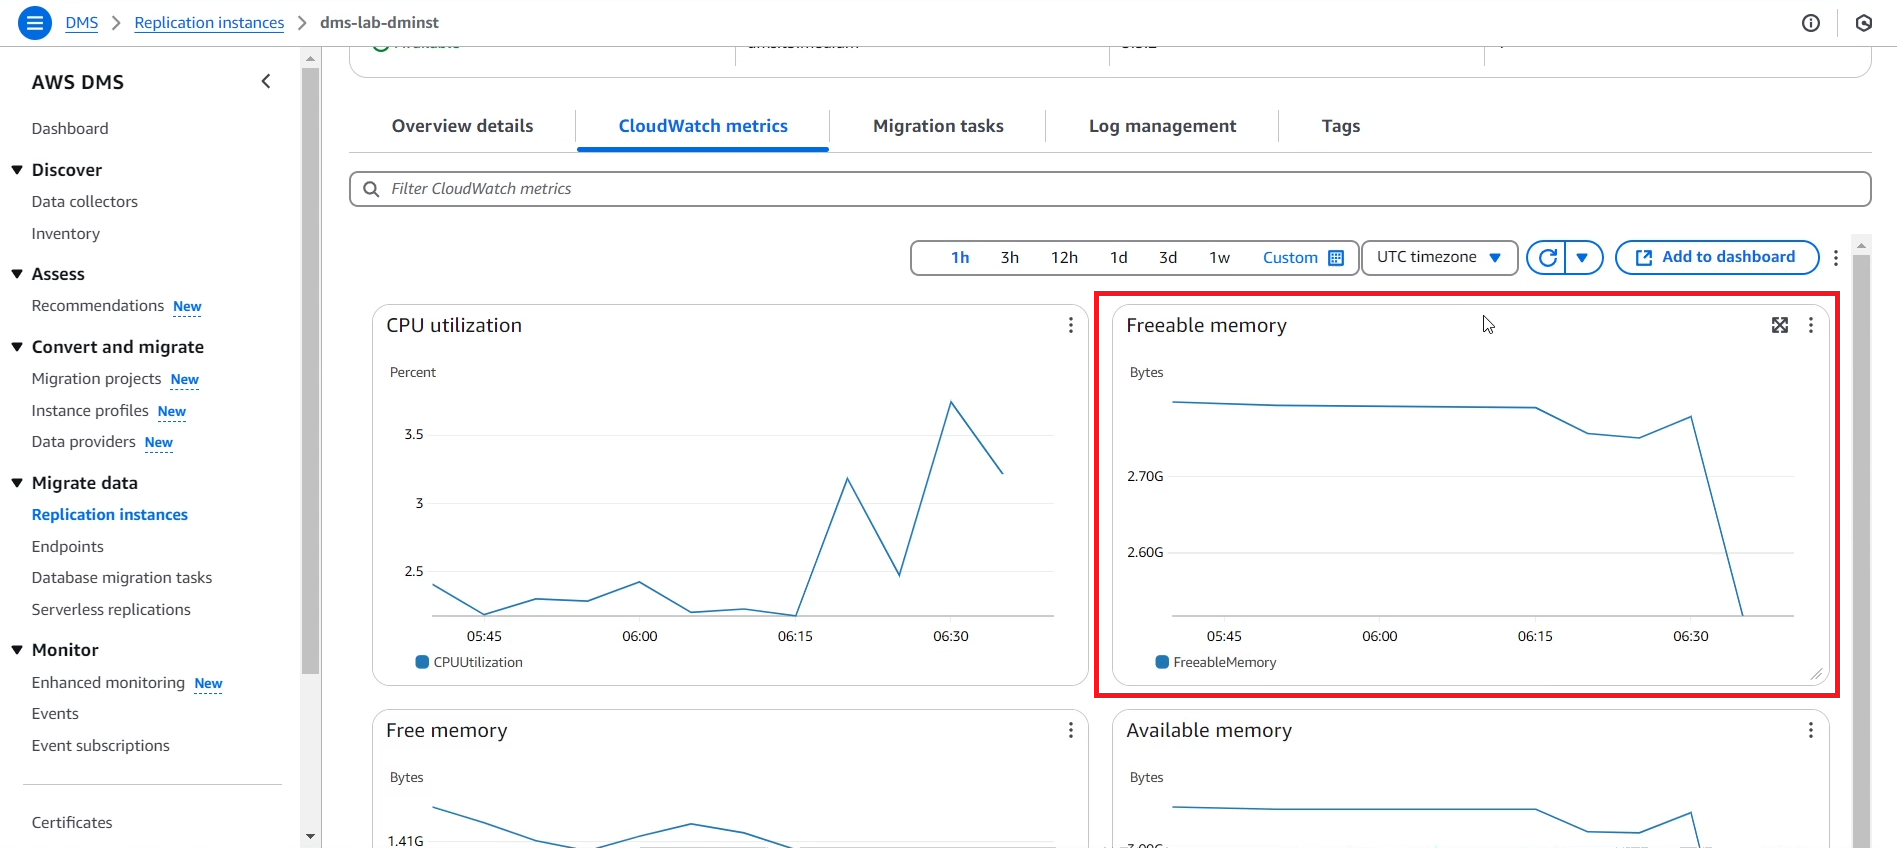 DMS > Replication instances > dms-lab-dminst
AWS DMS
Dashboard
Discover
Data collectors
Inventory
Assess
Recommendations New
Convert and migrate
Migration projects New
Instance profiles New
Data providers New
Migrate data
Replication instances
Endpoints
Database migration tasks
Serverless replications
Monitor
Enhanced monitoring New
Events
Event subscriptions
Certificates
Overview details
CloudWatch metrics
Migration tasks
Log management
Tags
Filter CloudWatch metrics
1h 3h 12h 1d 3d 1w Custom
UTC timezone
Add to dashboard
CPU utilization
Percent
3.5
3
2.5
05:45 06:00 06:15 06:30
CPUUtilization
Freeable memory
Bytes
2.70G
2.60G
05:45 06:00 06:15 06:30
FreeableMemory
Free memory
Bytes
1.41G
Available memory
Bytes